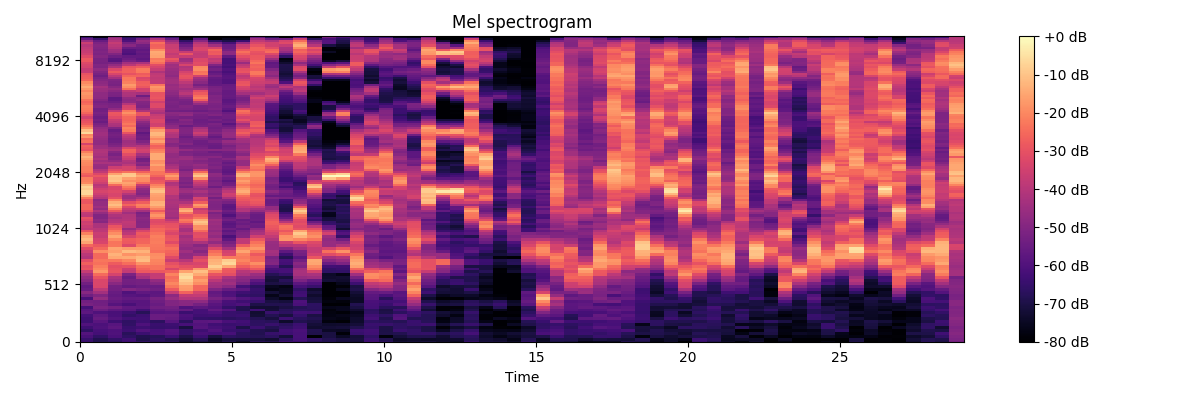 Mel spectrogram
Hz
8192
4096
2048
1024
512
0
0 5 10 15 20 25
Time
+0 dB
-10 dB
-20 dB
-30 dB
-40 dB
-50 dB
-60 dB
-70 dB
-80 dB